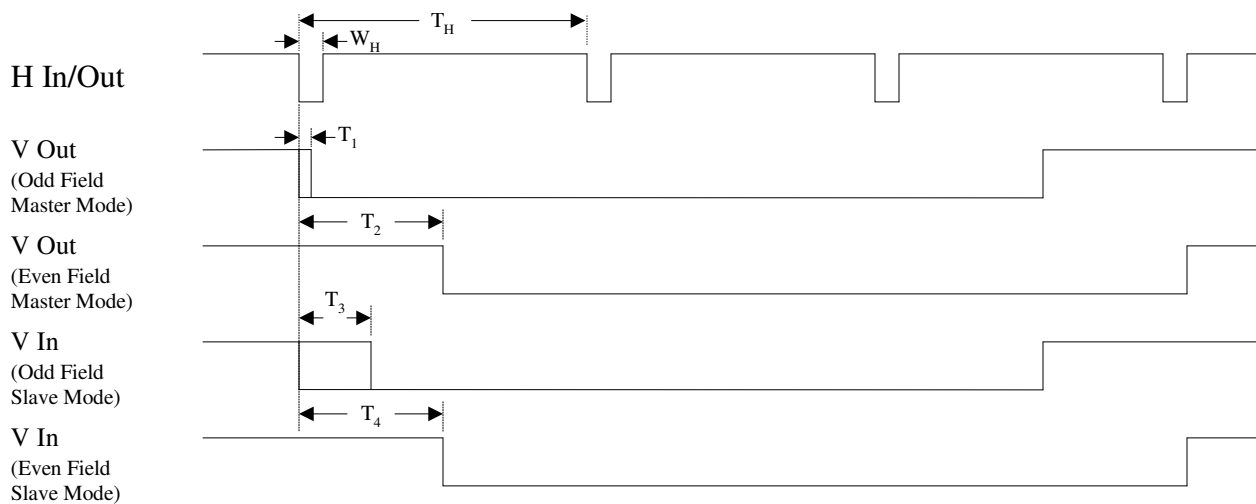 T_H
W_H
H In/Out
T_1
V Out
(Odd Field
Master Mode)
T_2
V Out
(Even Field
Master Mode)
T_3
V In
(Odd Field
Slave Mode)
T_4
V In
(Even Field
Slave Mode)